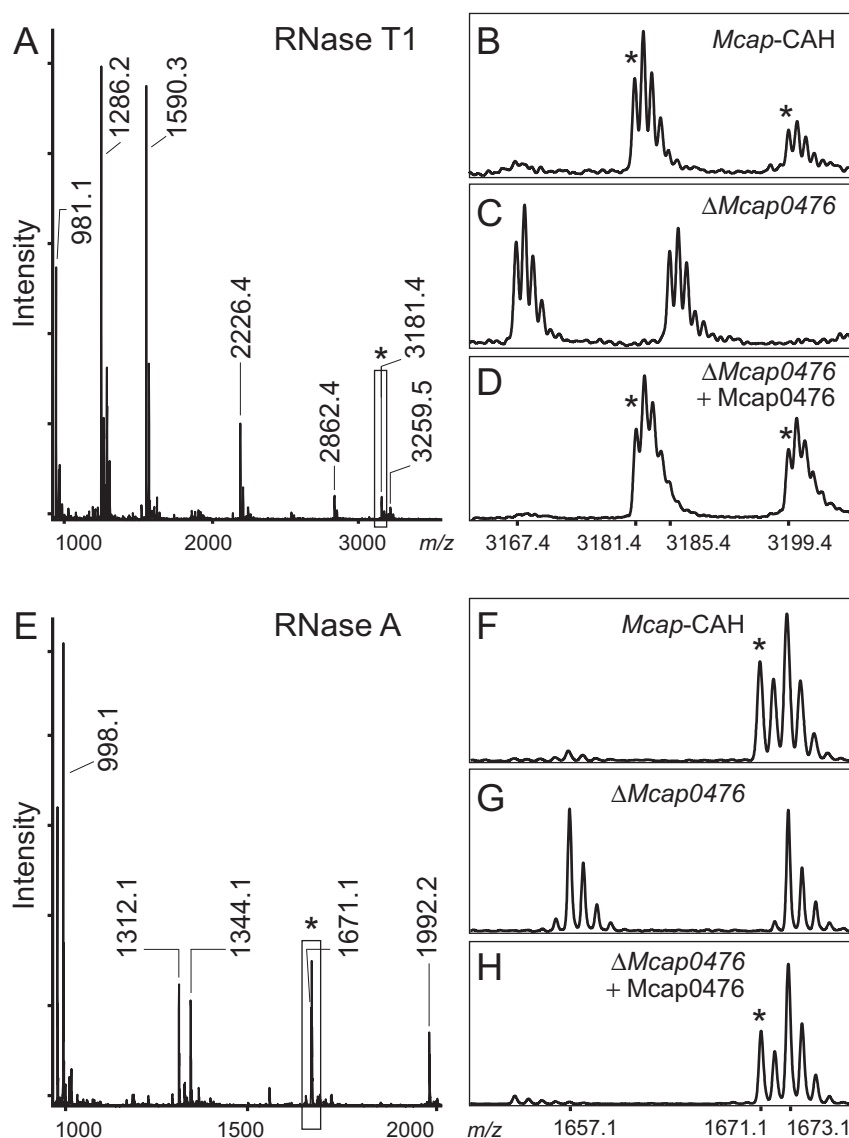 A
RNase T1
Intensity
981.1
1286.2
1590.3
2226.4
2862.4
*
3181.4
3259.5
1000
2000
3000
m/z
B
Mcap-CAH
*
*
C
ΔMcap0476
D
ΔMcap0476
+ Mcap0476
*
*
3167.4
3181.4
3185.4
3199.4
E
RNase A
Intensity
998.1
1312.1
1344.1
*
1671.1
1992.2
1000
1500
2000
F
Mcap-CAH
*
G
ΔMcap0476
H
ΔMcap0476
+ Mcap0476
*
m/z
1657.1
1671.1
1673.1